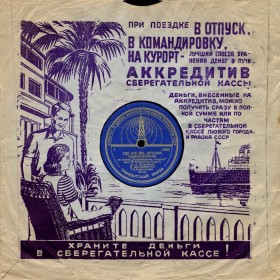 ПРИ ПОЕЗДКЕ В ОТПУСК,
В КОМАНДИРОВКУ,
НА КУРОРТ-ЛУЧШИЙ СПОСОБ ХРА-
НЕНИЯ ДЕНЕГ В ПУТИ
АККРЕДИТИВ
СБЕРЕГАТЕЛЬНОЙ КАССЫ
ДЕНЬГИ, ВНЕСЕННЫЕ НА
АККРЕДИТИВ, МОЖНО
ПОЛУЧИТЬ СРАЗУ В ПОЛ-
НОЙ СУММЕ ИЛИ ПО
ЧАСТЯМ
В СБЕРЕГАТЕЛЬНОЙ
КАССЕ ЛЮБОГО ГОРОДА
И РАЙОНА СССР
ХРАНИТЕ ДЕНЬГИ
В СБЕРЕГАТЕЛЬНОЙ КАССЕ!